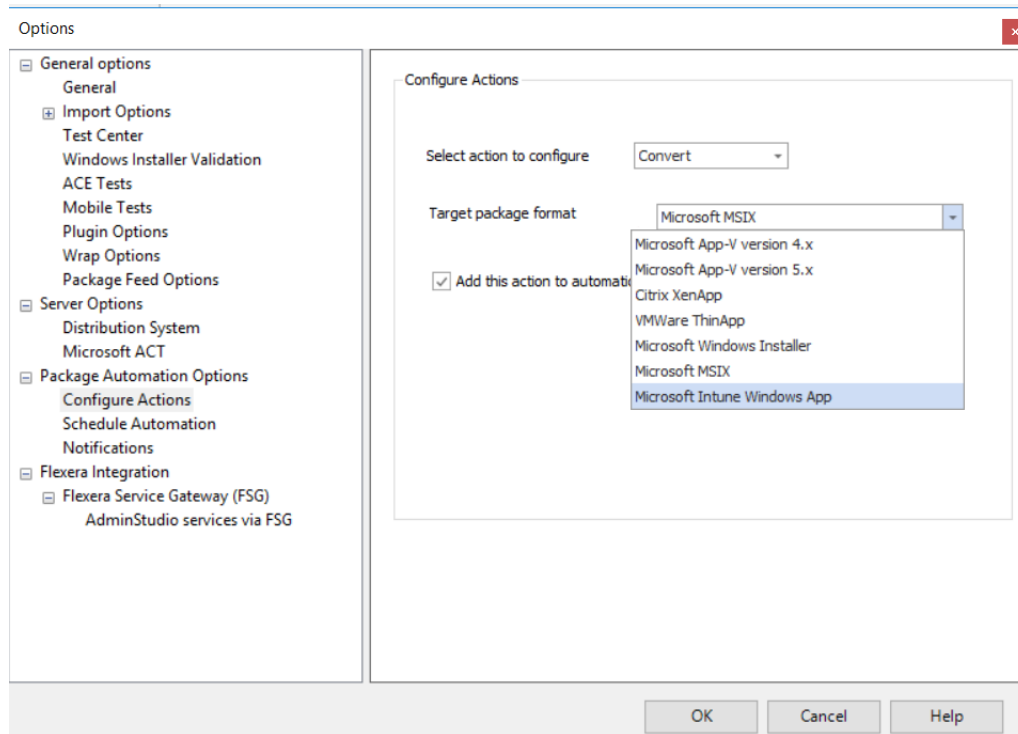 Options
General options
General
Import Options
Test Center
Windows Installer Validation
ACE Tests
Mobile Tests
Plugin Options
Wrap Options
Package Feed Options
Server Options
Distribution System
Microsoft ACT
Package Automation Options
Configure Actions
Schedule Automation
Notifications
Flexera Integration
Flexera Service Gateway (FSG)
AdminStudio services via FSG
Configure Actions
Select action to configure
Convert
Target package format
Microsoft MSIX
Microsoft App-V version 4.x
Microsoft App-V version 5.x
Citrix XenApp
VMWare ThinApp
Microsoft Windows Installer
Microsoft MSIX
Microsoft Intune Windows App
Add this action to automatic
OK
Cancel
Help